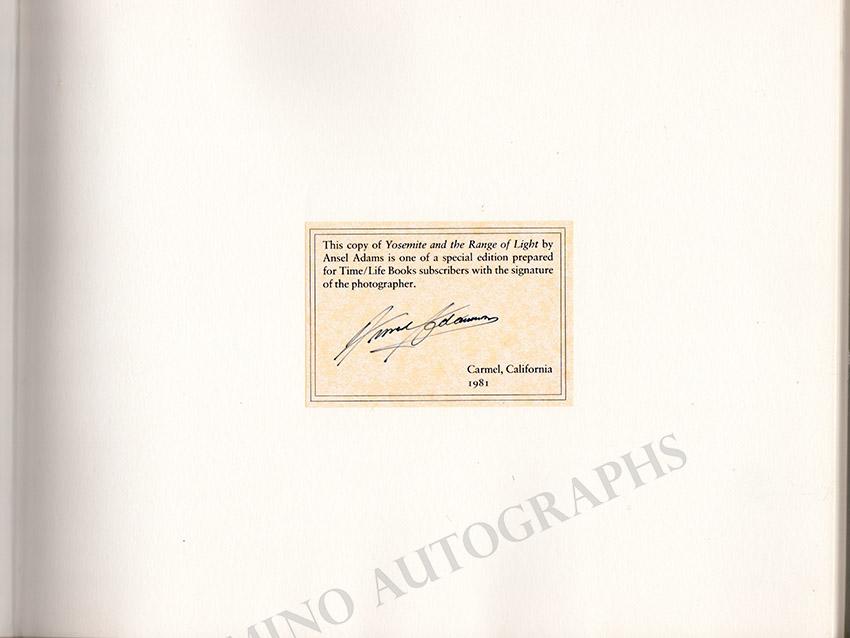 This copy of Yosemite and the Range of Light by
Ansel Adams is one of a special edition prepared
for Time/Life Books subscribers with the signature
of the photographer.
Ansel Adams
Carmel, California
1981
MINO AUTOGRAPHS